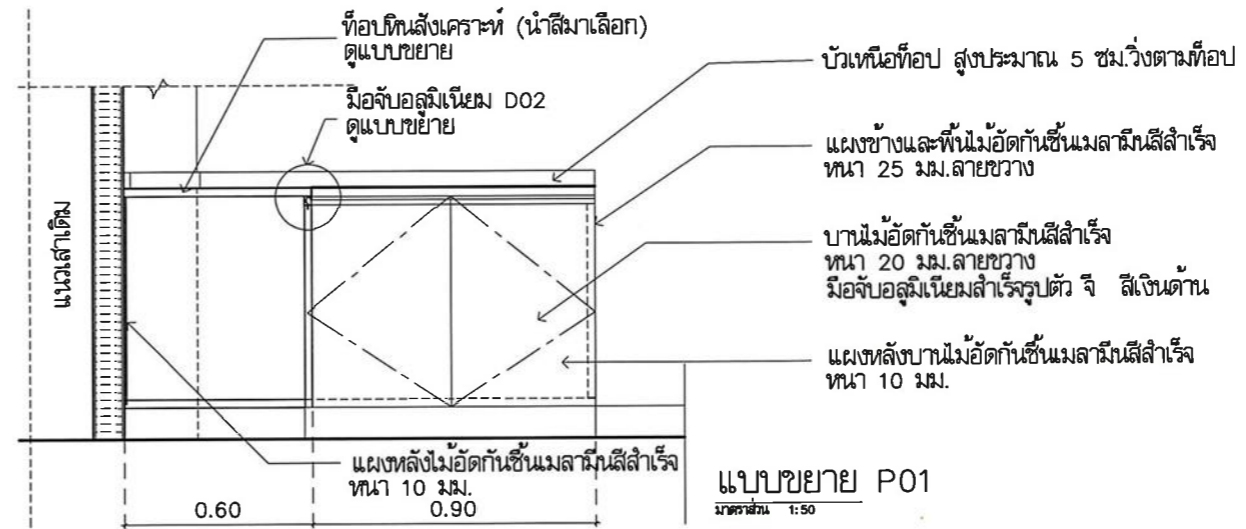 ท็อปหินสังเคราะห์ (นำสีมาเลือก)
ดูแบบขยาย
มือจับอลูมิเนียม D02
ดูแบบขยาย
บัวเหนือท็อป สูงประมาณ 5 ซม.วิ่งตามท็อป
แผงข้างและพื้นไม้อัดกันชื้นเมลามีนสีสำเร็จ
หนา 25 มม.ลายขวาง
บานไม้อัดกันชื้นเมลามีนสีสำเร็จ
หนา 20 มม.ลายขวาง
มือจับอลูมิเนียมสำเร็จรูปตัว จี สีเงินด้าน
แผงหลังบานไม้อัดกันชื้นเมลามีนสีสำเร็จ
หนา 10 มม.
แนวเสาเดิม
แผงหลังไม้อัดกันชื้นเมลามีนสีสำเร็จ
หนา 10 มม.
0.60
0.90
แบบขยาย P01
มาตราส่วน 1:50